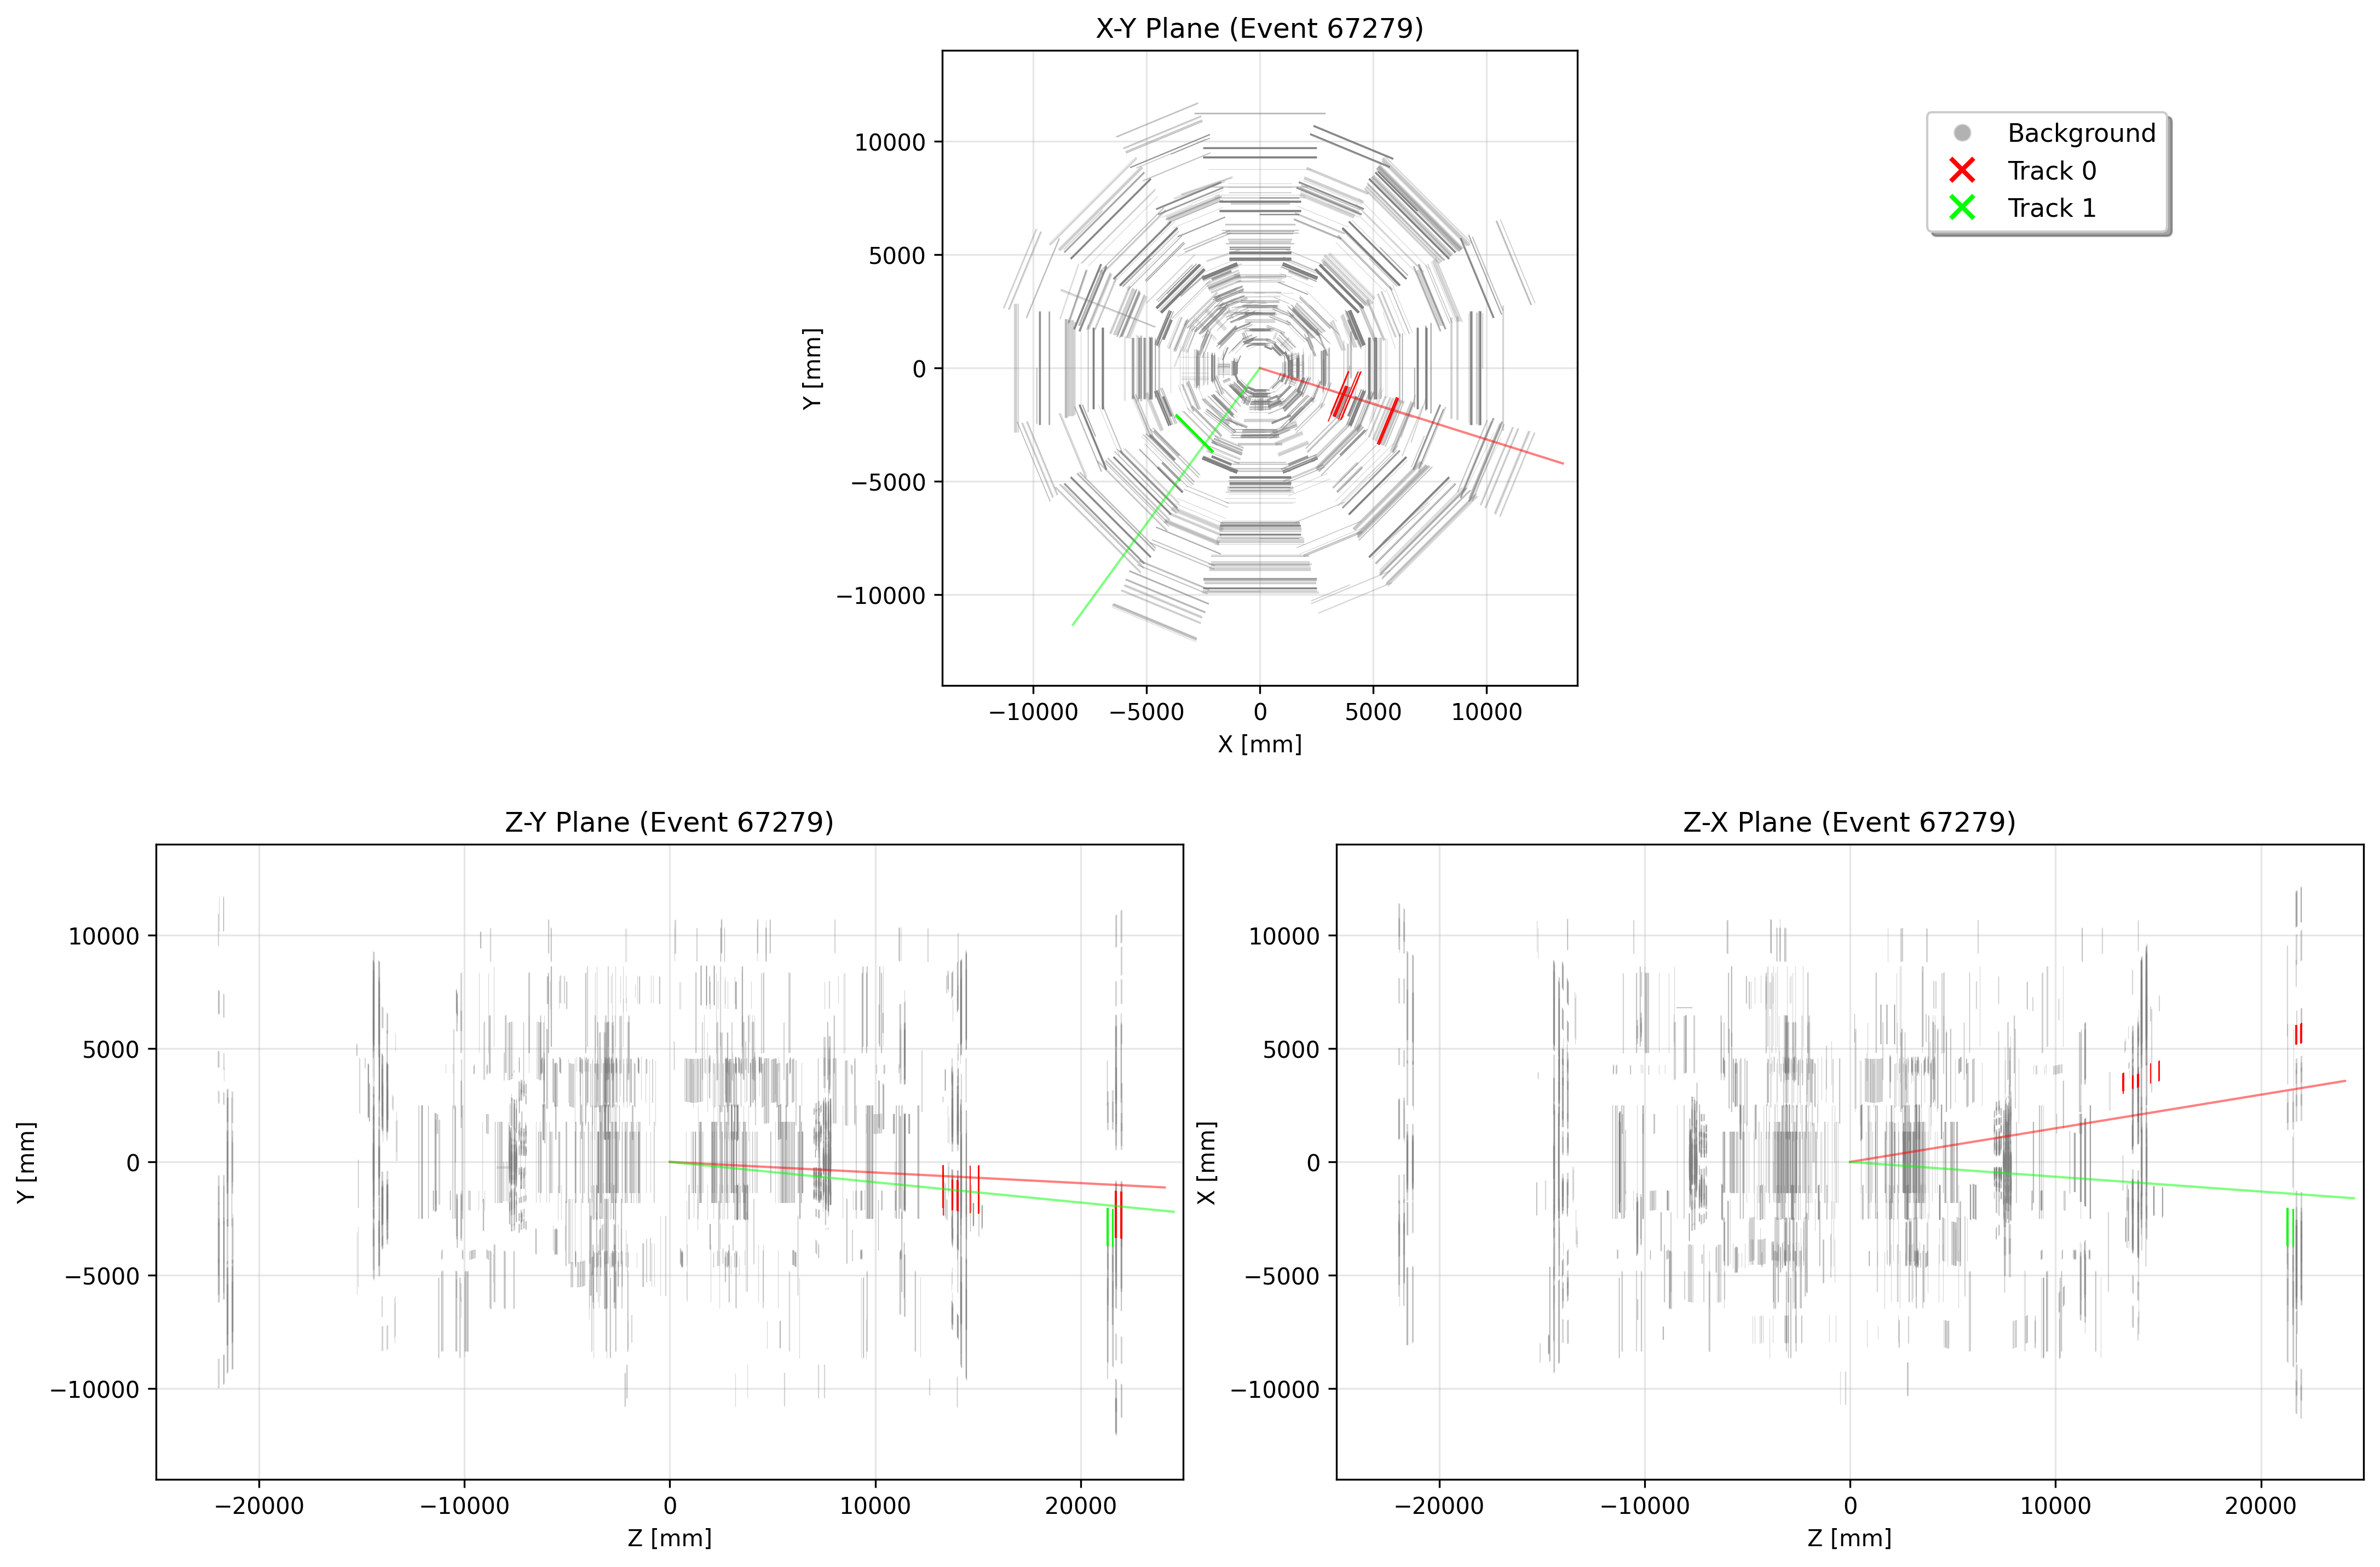 X-Y Plane (Event 67279)
Background
Track 0
Track 1
10000
5000
0
−5000
−10000
Y [mm]
−10000 −5000 0 5000 10000
X [mm]
Z-Y Plane (Event 67279)
10000
5000
0
−5000
−10000
Y [mm]
−20000 −10000 0 10000 20000
Z [mm]
Z-X Plane (Event 67279)
10000
5000
0
−5000
−10000
X [mm]
−20000 −10000 0 10000 20000
Z [mm]